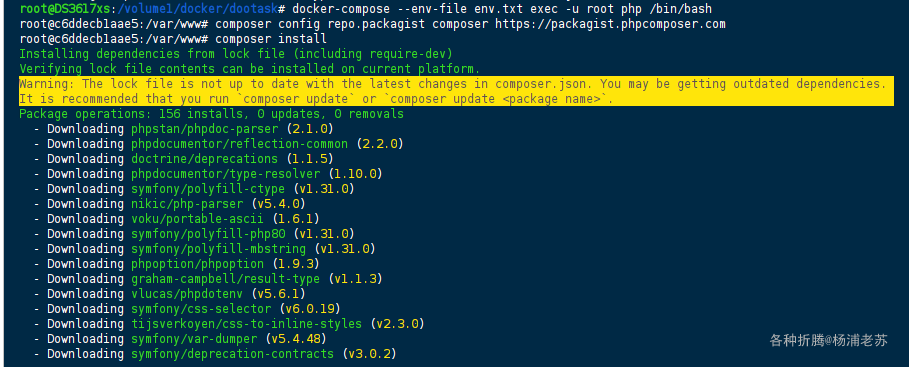 root@DS3617xs:/volume1/docker/dootask# docker-compose --env-file env.txt exec -u root php /bin/bash
root@c6ddecb1aae5:/var/www# composer config repo.packagist composer https://packagist.phpcomposer.com
root@c6ddecb1aae5:/var/www# composer install
Installing dependencies from lock file (including require-dev)
Verifying lock file contents can be installed on current platform.
Warning: The lock file is not up to date with the latest changes in composer.json. You may be getting outdated dependencies.
It is recommended that you run `composer update` or `composer update <package name>`.
Package operations: 156 installs, 0 updates, 0 removals
- Downloading phpstan/phpdoc-parser (2.1.0)
- Downloading phpdocumentor/reflection-common (2.2.0)
- Downloading doctrine/deprecations (1.1.5)
- Downloading phpdocumentor/type-resolver (1.10.0)
- Downloading symfony/polyfill-ctype (v1.31.0)
- Downloading nikic/php-parser (v5.4.0)
- Downloading voku/portable-ascii (1.6.1)
- Downloading symfony/polyfill-php80 (v1.31.0)
- Downloading symfony/polyfill-mbstring (v1.31.0)
- Downloading phpoption/phpoption (1.9.3)
- Downloading graham-campbell/result-type (v1.1.3)
- Downloading vlucas/phpdotenv (v5.6.1)
- Downloading symfony/css-selector (v6.0.19)
- Downloading tijsverkoyen/css-to-inline-styles (v2.3.0)
- Downloading symfony/var-dumper (v5.4.48)
- Downloading symfony/deprecation-contracts (v3.0.2)
各种折腾@杨浦老苏